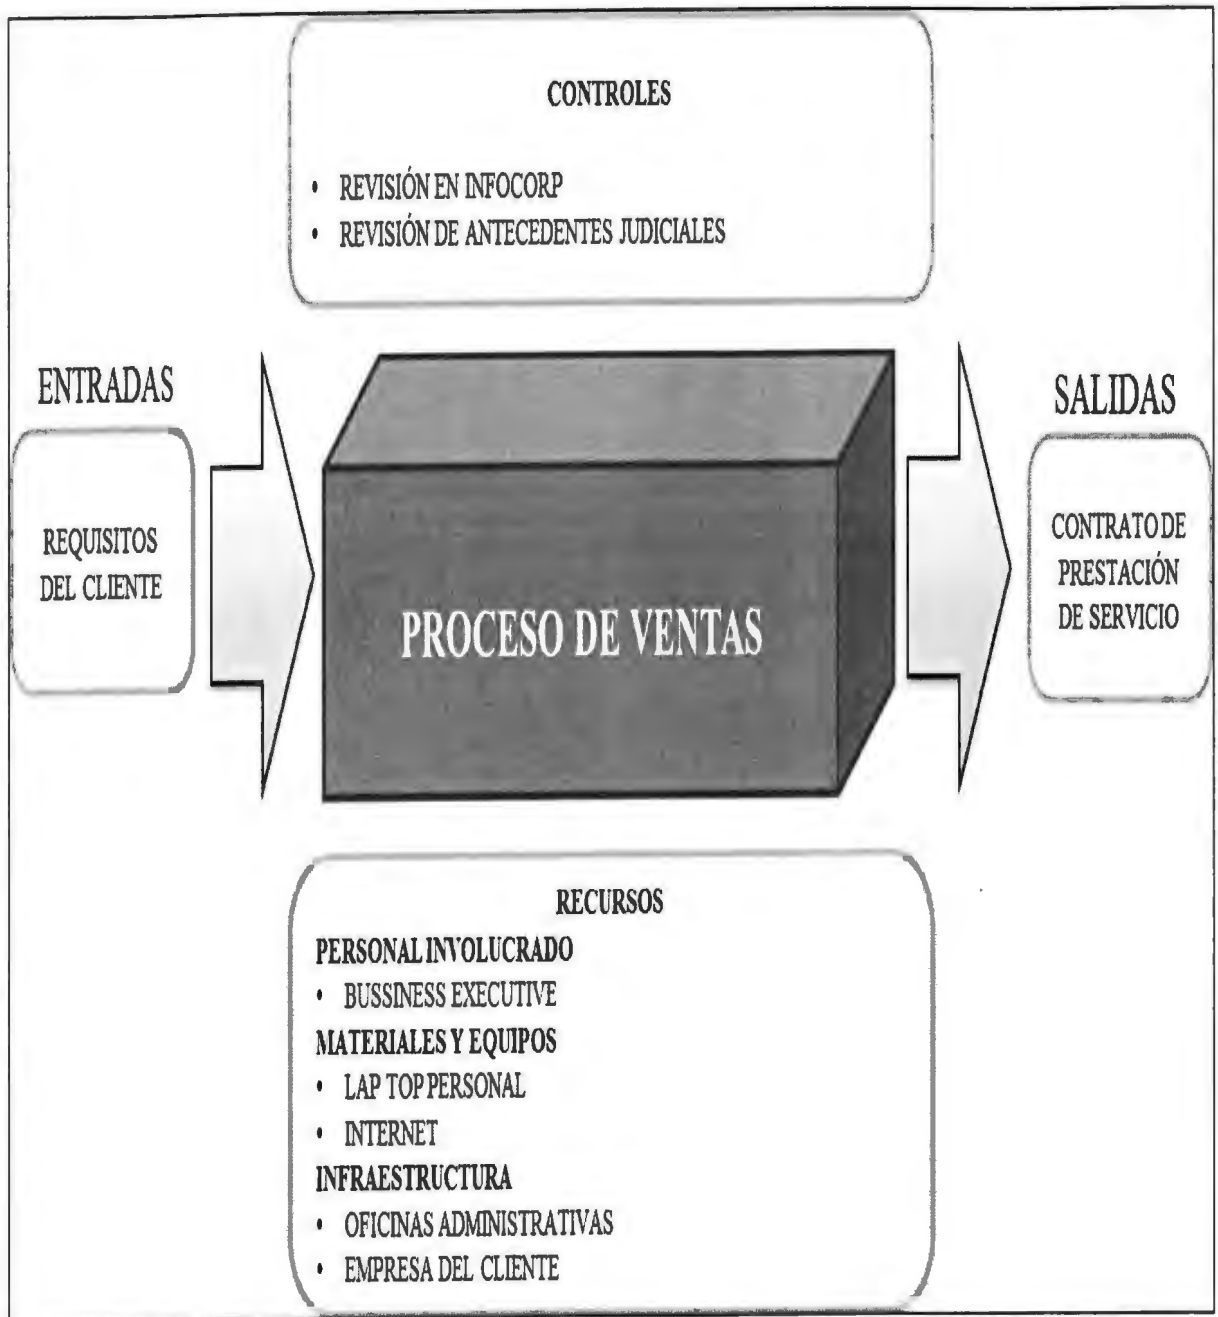 CONTROLES
• REVISIÓN EN INFOCORP
• REVISIÓN DE ANTECEDENTES JUDICIALES
ENTRADAS
REQUISITOS
DEL CLIENTE
PROCESO DE VENTAS
SALIDAS
CONTRATO DE
PRESTACIÓN
DE SERVICIO
RECURSOS
PERSONAL INVOLUCRADO
• BUSSINESS EXECUTIVE
MATERIALES Y EQUIPOS
• LAP TOP PERSONAL
• INTERNET
INFRAESTRUCTURA
• OFICINAS ADMINISTRATIVAS
• EMPRESA DEL CLIENTE